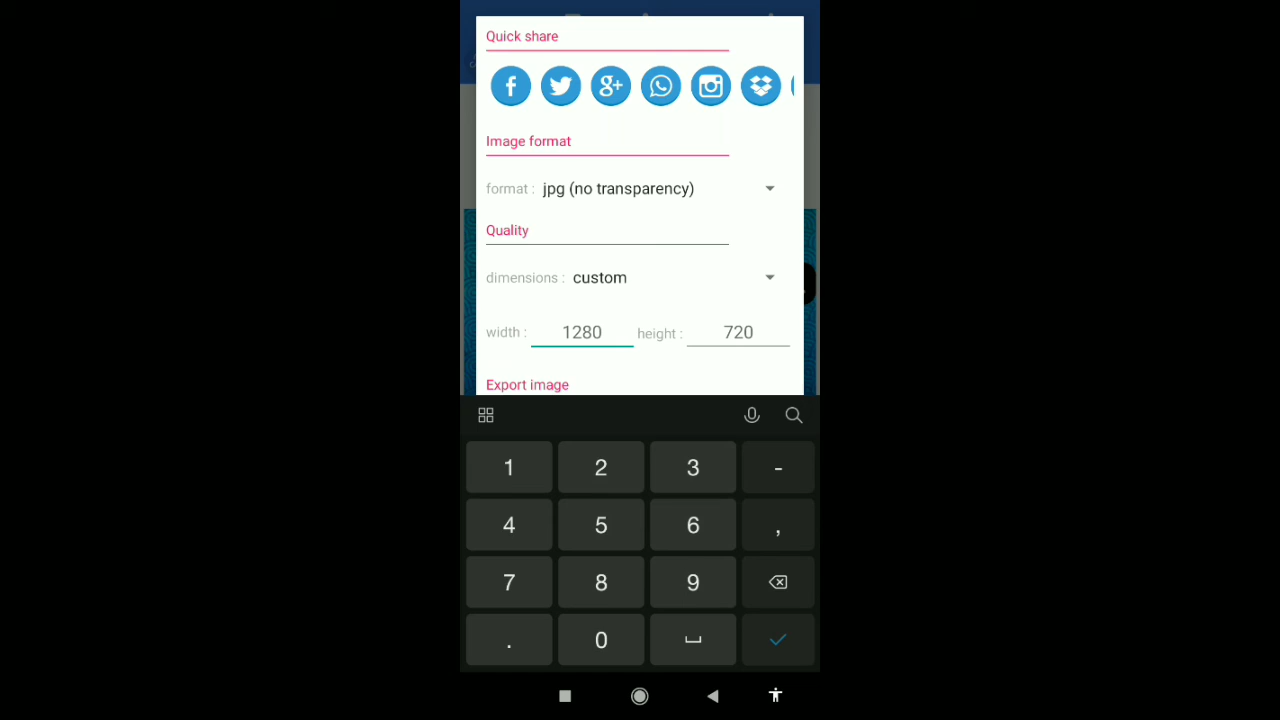 Quick share
f g+
Image format
format : jpg (no transparency)
Quality
dimensions : custom
width : 1280 height : 720
Export image
1 2 3 -
4 5 6 ,
7 8 9
. 0